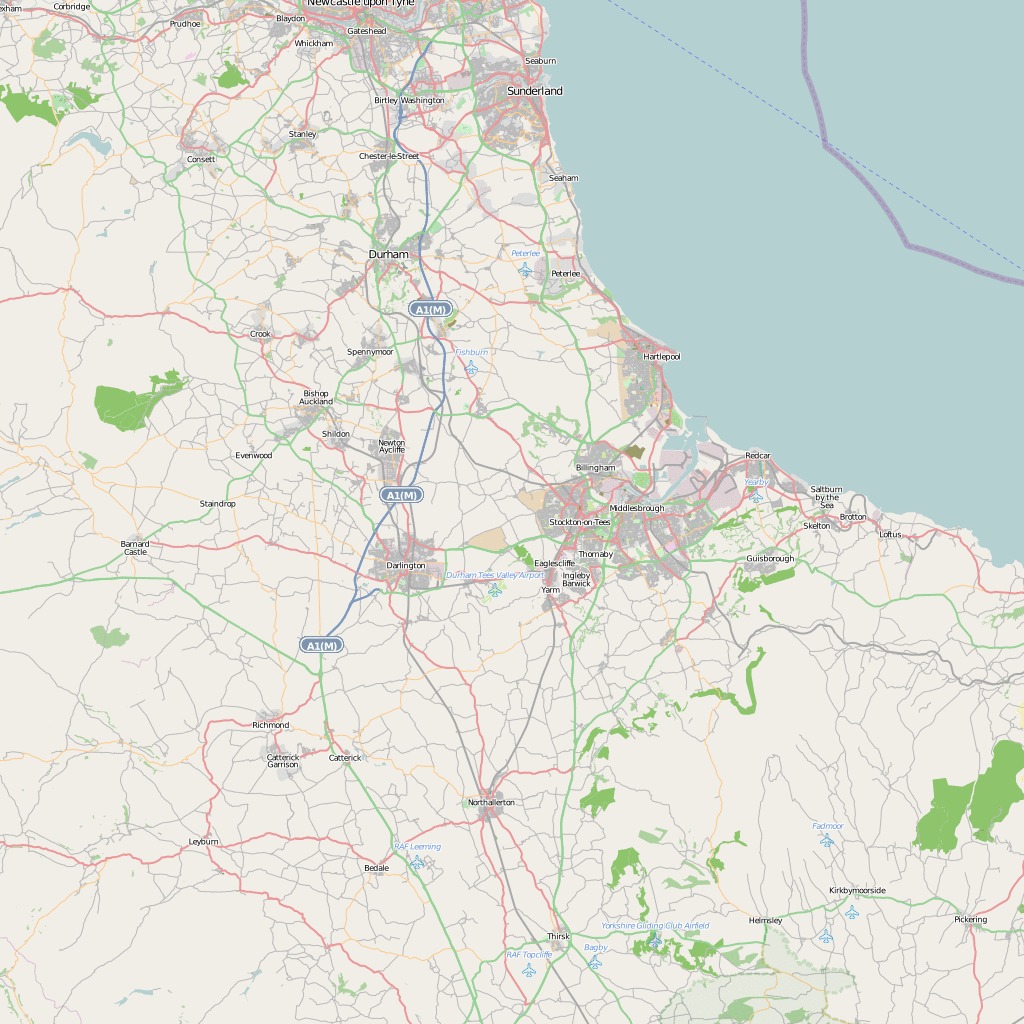 Newcastle upon Tyne
Corbridge
Prudhoe
Blaydon
Gateshead
Whickham
Seaburn
Sunderland
Birtley
Washington
Stanley
Consett
Chester-le-Street
Seaham
Durham
Peterlee
Peterlee
A1(M)
Crook
Spennymoor
Fishburn
Hartlepool
Bishop
Auckland
Shildon
Newton
Aycliffe
Evenwood
Billingham
Redcar
Yearby
Saltburn
by the
Sea
A1(M)
Staindrop
Middlesbrough
Stockton-on-Tees
Brotton
Skelton
Loftus
Barnard
Castle
Thornaby
Guisborough
Darlington
Eaglescliffe
Durham Tees Valley Airport
Ingleby
Barwick
Yarm
A1(M)
Richmond
Catterick
Garrison
Catterick
Northallerton
Leyburn
RAF Leeming
Bedale
Fadmoor
Kirkbymoorside
Helmsley
Pickering
Thirsk
Yorkshire Gliding Club Airfield
RAF Topcliffe
Bagby